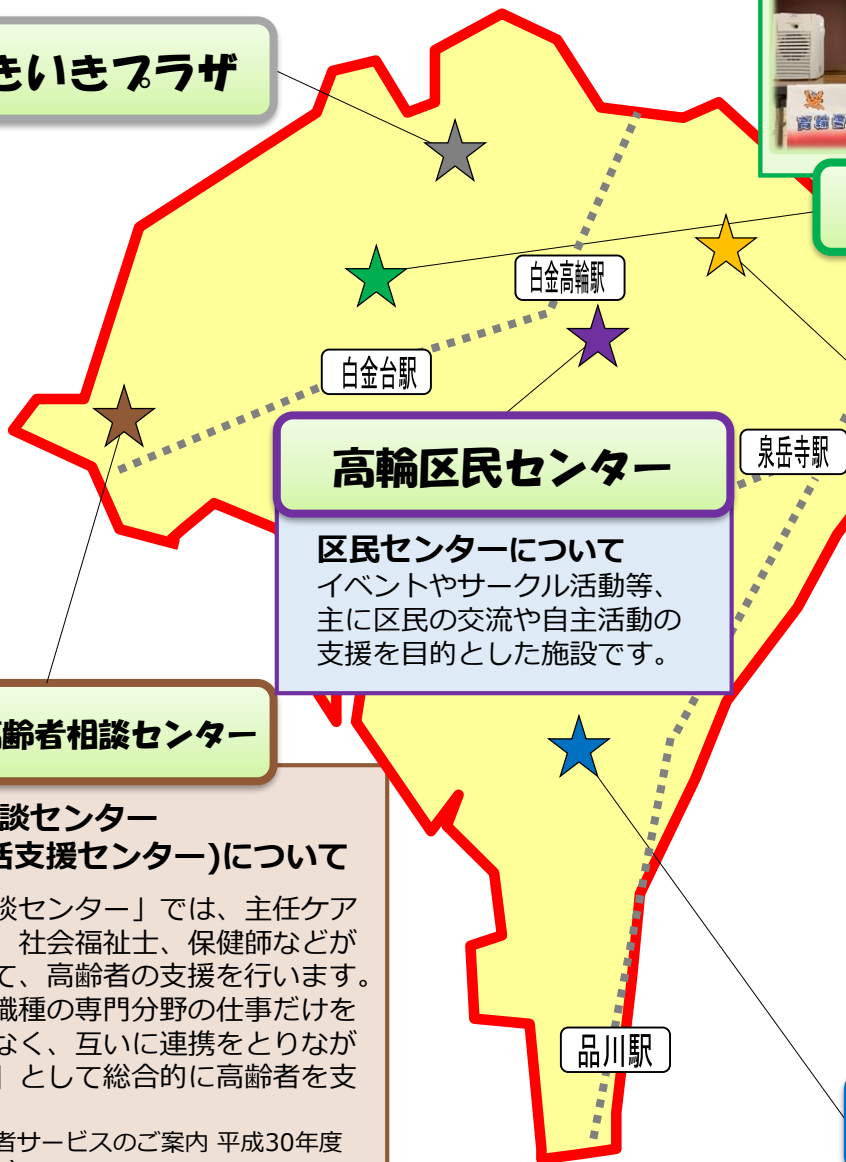 きいきプラザ
白金高輪駅
白金台駅
泉岳寺駅
高輪区民センター
区民センターについて
イベントやサークル活動等、
主に区民の交流や自主活動の
支援を目的とした施設です。
齢者相談センター
談センター
括支援センター)について
談センター」では、主任ケア
、社会福祉士、保健師などが
て、高齢者の支援を行います。
職種の専門分野の仕事だけを
なく、互いに連携をとりなが
」として総合的に高齢者を支
者サービスのご案内 平成30年度
品川駅